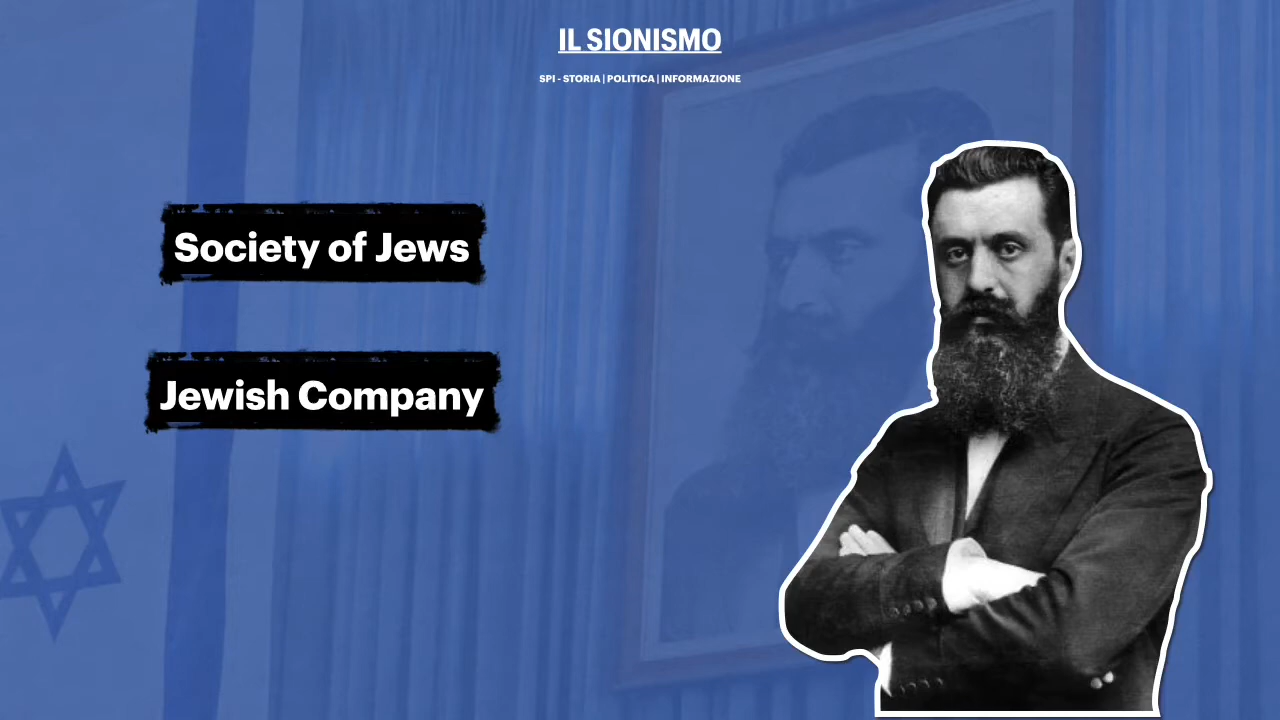 IL SIONISMO
SPI - STORIA | POLITICA | INFORMAZIONE
Society of Jews
Jewish Company